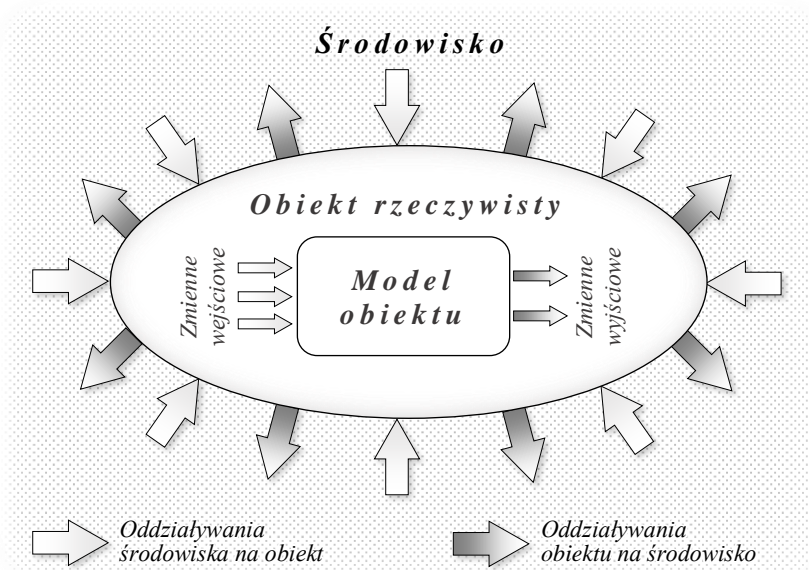 Środowisko
Obiekt rzeczywisty
Zmienne
wejściowe
Model
obiektu
Zmienne
wyjściowe
Oddziaływania
środowiska na obiekt
Oddziaływania
obiektu na środowisko